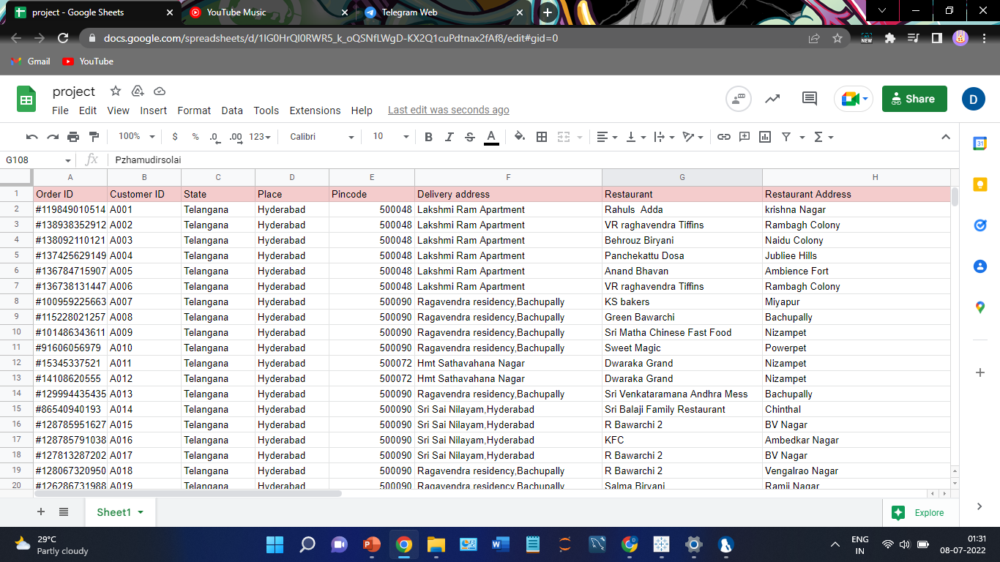 project - Google Sheets
YouTube Music
Telegram Web
docs.google.com/spreadsheets/d/1lG0HrQl0RWR5_k_oQSNfLWgD-KX2Q1cuPdtnax2fAf8/edit#gid=0
NEW
Gmail
YouTube
project
Share
D
File Edit View Insert Format Data Tools Extensions Help Last edit was seconds ago
100% $ % .0 .00 123 Calibri 10 B I S A
31
G108 fx Pzhamudirsolai
A B C D E F G H
1 Order ID Customer ID State Place Pincode Delivery address Restaurant Restaurant Address
2 #119849010514 A001 Telangana Hyderabad 500048 Lakshmi Ram Apartment Rahuls  Adda krishna Nagar
3 #138938352912 A002 Telangana Hyderabad 500048 Lakshmi Ram Apartment VR raghavendra Tiffins Rambagh Colony
4 #138092110121 A003 Telangana Hyderabad 500048 Lakshmi Ram Apartment Behrouz Biryani Naidu Colony
5 #137425629149 A004 Telangana Hyderabad 500048 Lakshmi Ram Apartment Panchekattu Dosa Jubliee Hills
6 #136784715907 A005 Telangana Hyderabad 500048 Lakshmi Ram Apartment Anand Bhavan Ambience Fort
7 #136738131447 A006 Telangana Hyderabad 500048 Lakshmi Ram Apartment VR raghavendra Tiffins Rambagh Colony
8 #100959225663 A007 Telangana Hyderabad 500090 Ragavendra residency,Bachupally KS bakers Miyapur
9 #115228021257 A008 Telangana Hyderabad 500090 Ragavendra residency,Bachupally Green Bawarchi Bachupally
10 #101486343611 A009 Telangana Hyderabad 500090 Ragavendra residency,Bachupally Sri Matha Chinese Fast Food Nizampet
11 #91606056979 A010 Telangana Hyderabad 500090 Ragavendra residency,Bachupally Sweet Magic Powerpet
12 #15345337521 A011 Telangana Hyderabad 500072 Hmt Sathavahana Nagar Dwaraka Grand Nizampet
13 #14108620555 A012 Telangana Hyderabad 500072 Hmt Sathavahana Nagar Dwaraka Grand Nizampet
14 #129994435435 A013 Telangana Hyderabad 500090 Ragavendra residency,Bachupally Sri Venkataramana Andhra Mess Bachupally
15 #86540940193 A014 Telangana Hyderabad 500090 Sri Sai Nilayam,Hyderabad Sri Balaji Family Restaurant Chinthal
16 #128785951627 A015 Telangana Hyderabad 500090 Sri Sai Nilayam,Hyderabad R Bawarchi 2 BV Nagar
17 #128785791038 A016 Telangana Hyderabad 500090 Sri Sai Nilayam,Hyderabad KFC Ambedkar Nagar
18 #127813287202 A017 Telangana Hyderabad 500090 Sri Sai Nilayam,Hyderabad R Bawarchi 2 BV Nagar
19 #128067320950 A018 Telangana Hyderabad 500090 Ragavendra residency,Bachupally R Bawarchi 2 Vengalrao Nagar
20 #126286731988 A019 Telangana Hyderabad 500090 Ragavendra residency,Bachupally Salma Biryani Ramji Nagar
Sheet1
Explore
29°C
Partly cloudy
ENG
IN
01:31
08-07-2022